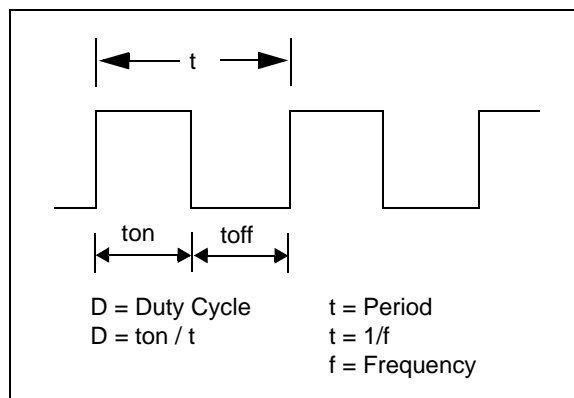 t
ton toff
D = Duty Cycle
D = ton / t
t = Period
t = 1/f
f = Frequency